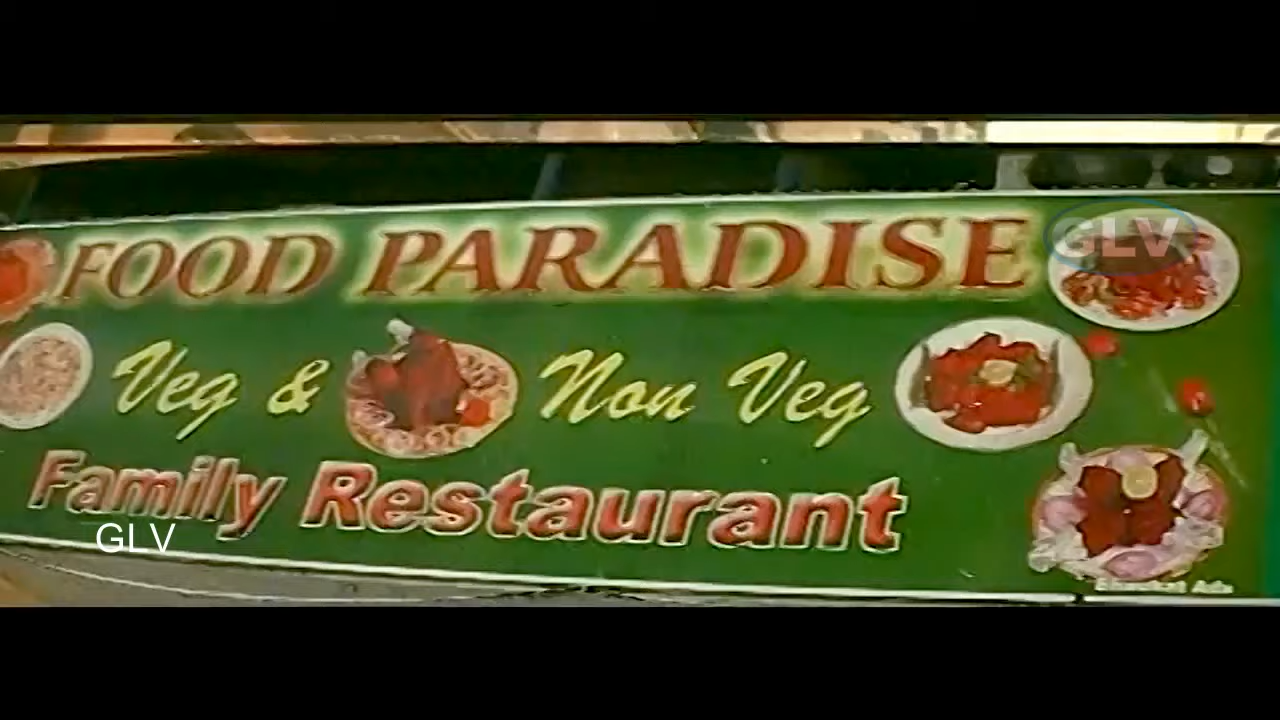 FOOD PARADISE
GLV
Veg & Non Veg
Family Restaurant
GLV